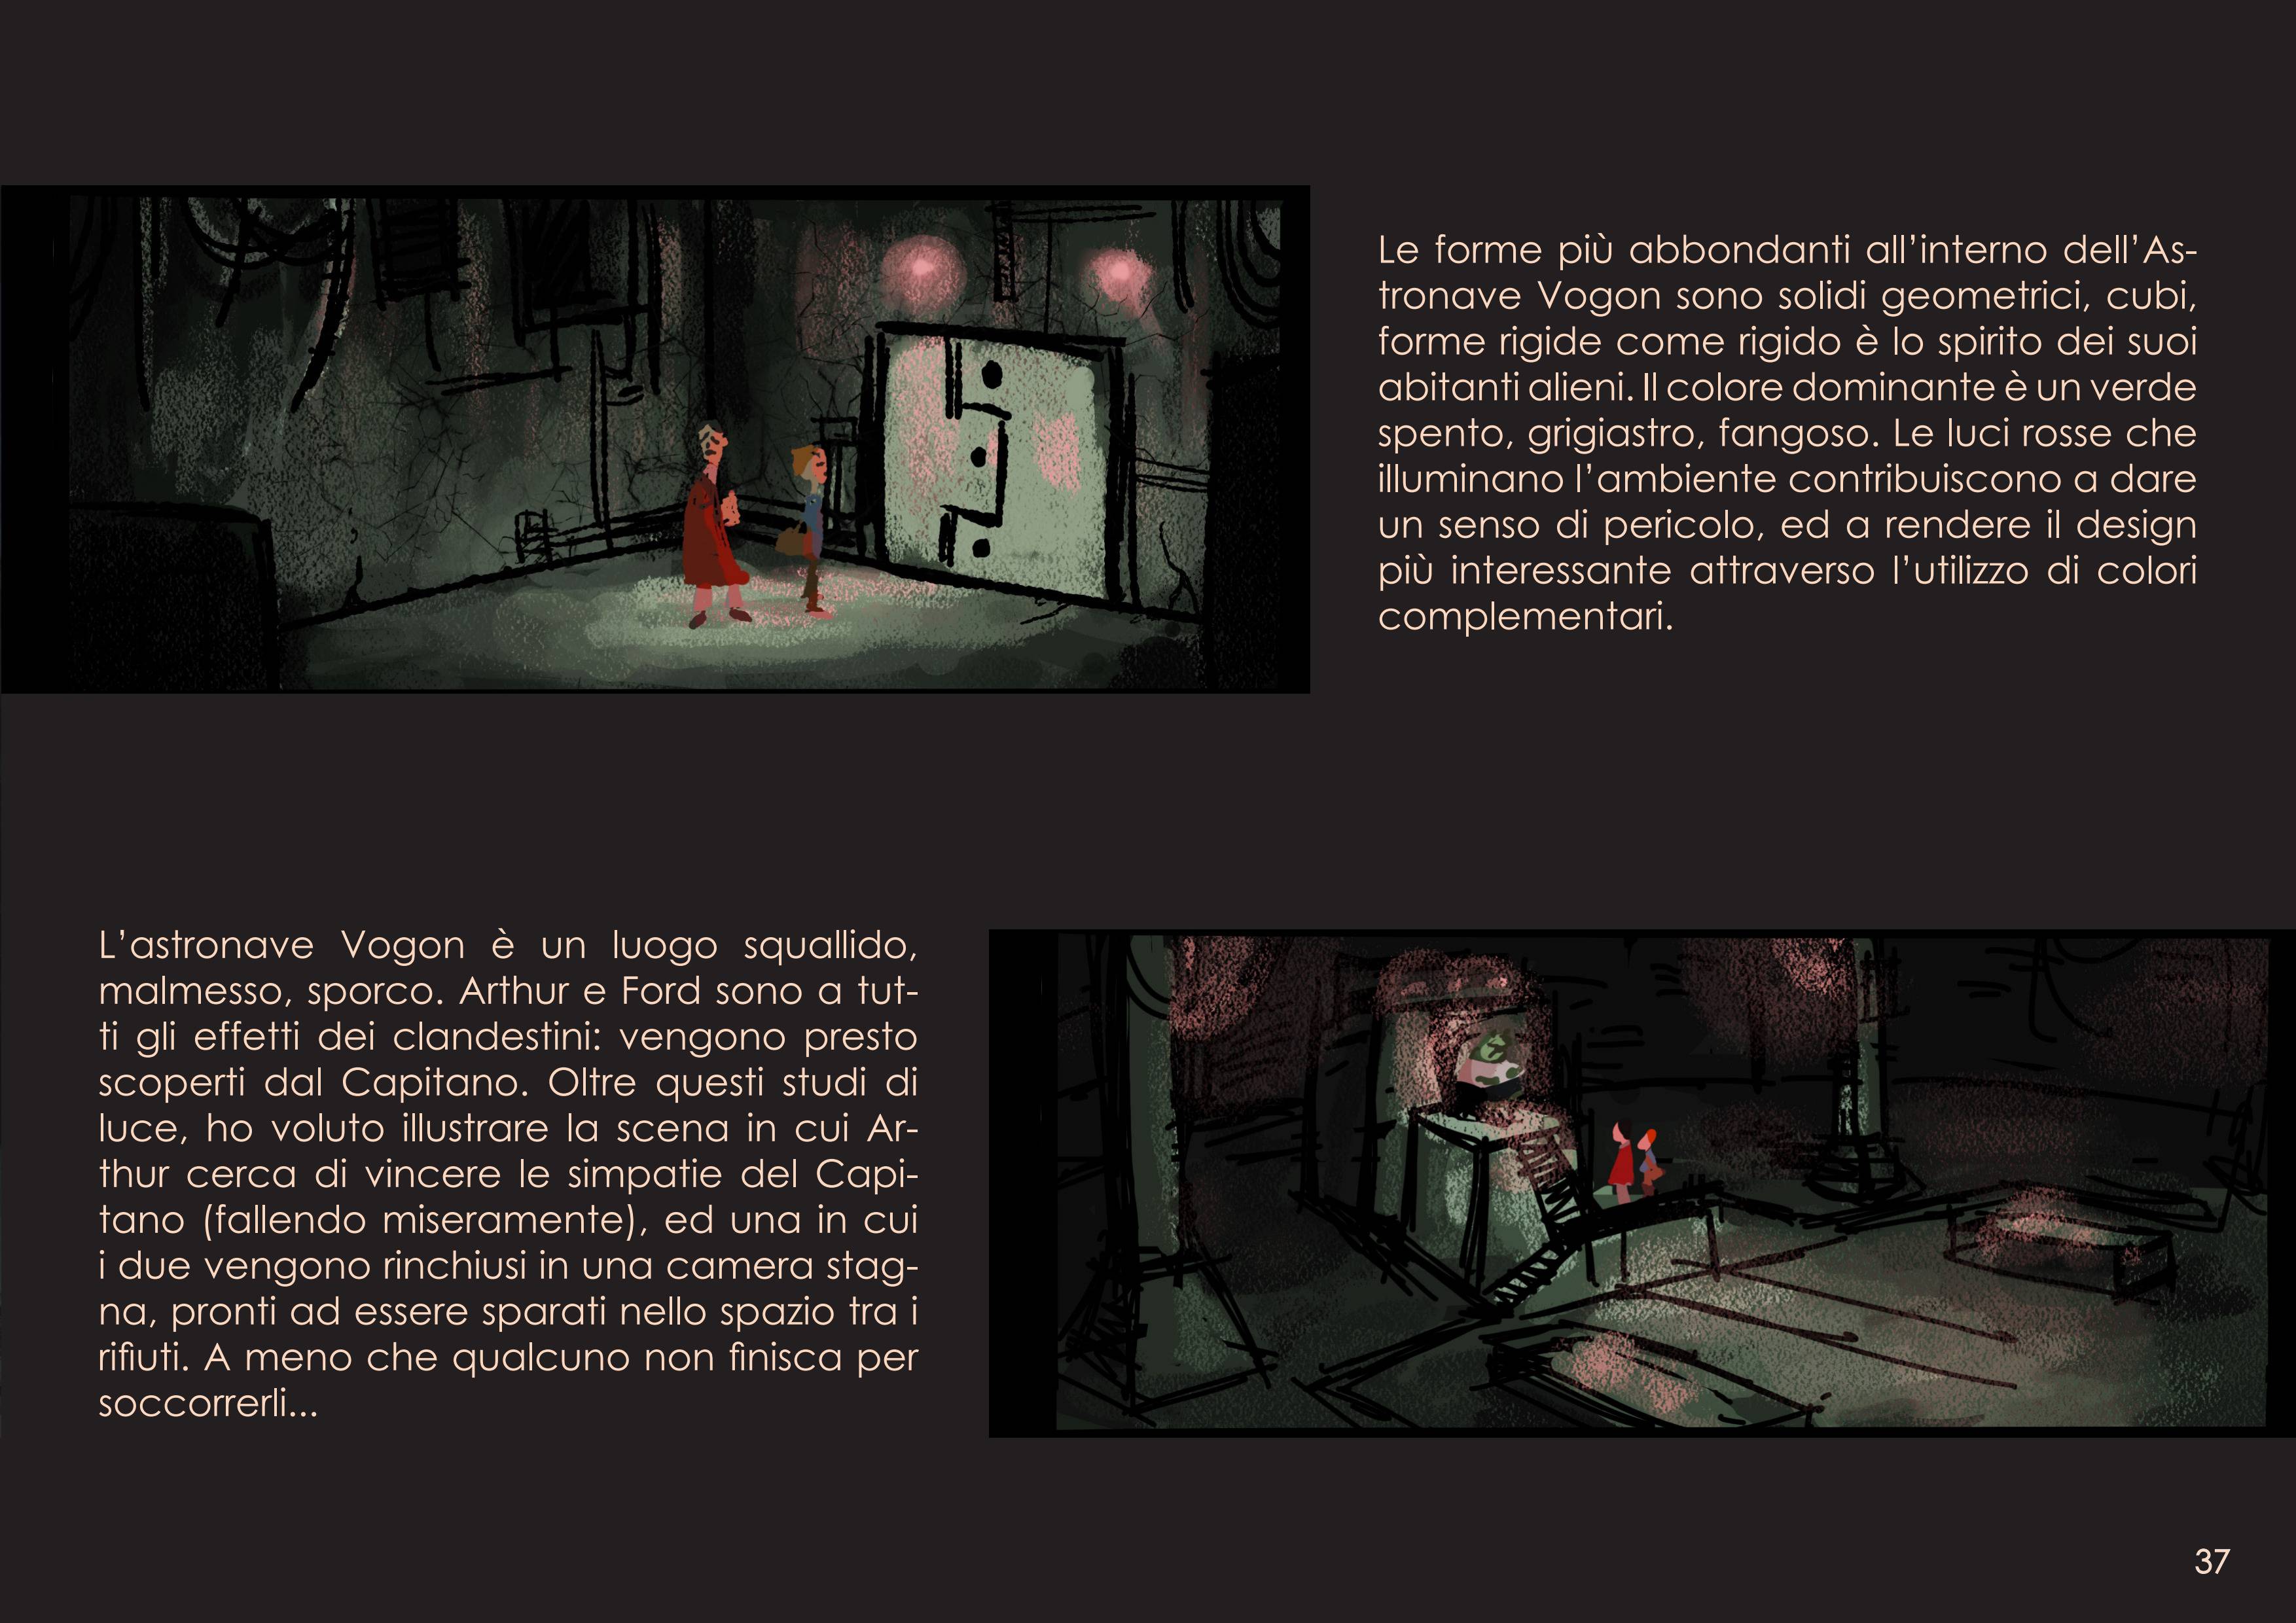 Le forme più abbondanti all’interno dell’As-
tronave Vogon sono solidi geometrici, cubi,
forme rigide come rigido è lo spirito dei suoi
abitanti alieni. Il colore dominante è un verde
spento, grigiastro, fangoso. Le luci rosse che
illuminano l’ambiente contribuiscono a dare
un senso di pericolo, ed a rendere il design
più interessante attraverso l’utilizzo di colori
complementari.
L’astronave Vogon è un luogo squallido,
malmesso, sporco. Arthur e Ford sono a tut-
ti gli effetti dei clandestini: vengono presto
scoperti dal Capitano. Oltre questi studi di
luce, ho voluto illustrare la scena in cui Ar-
thur cerca di vincere le simpatie del Capi-
tano (fallendo miseramente), ed una in cui
i due vengono rinchiusi in una camera stag-
na, pronti ad essere sparati nello spazio tra i
rifiuti. A meno che qualcuno non finisca per
soccorrerli...
37